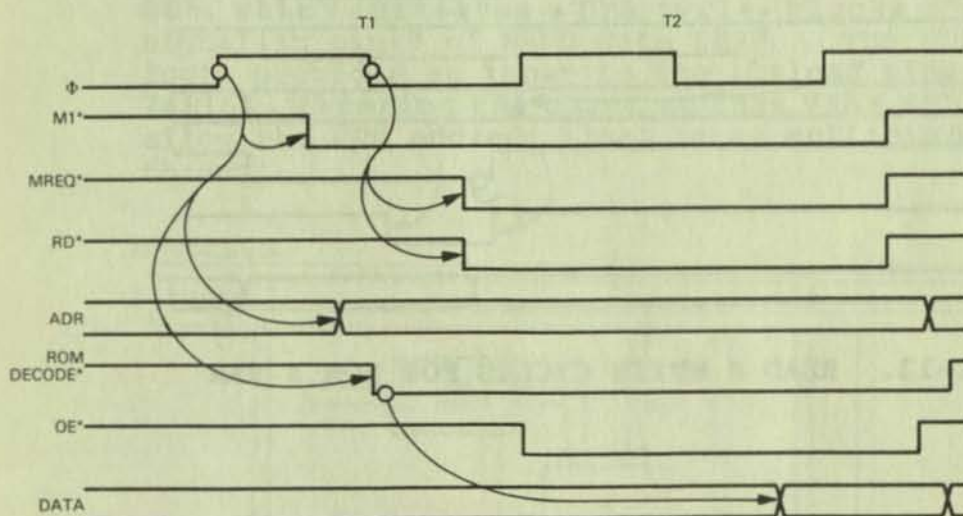 T1 T2
Φ
M1*
MREQ*
RD*
ADR
ROM
DECODE*
OE*
DATA